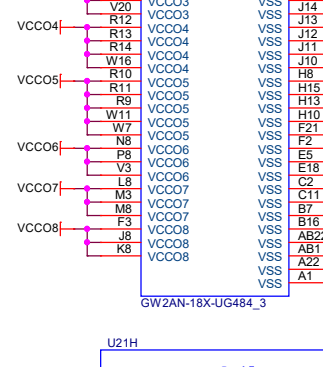 VCCO3 VSS
V20 VCCO3 VSS J14
VCCO4 R12 VCCO4 VSS J13
R13 VCCO4 VSS J12
R14 VCCO4 VSS J11
W16 VCCO4 VSS J10
VCCO5 R10 VCCO5 VSS H8
R11 VCCO5 VSS H15
R9 VCCO5 VSS H13
W11 VCCO5 VSS H10
W7 VCCO5 VSS F21
VCCO6 N8 VCCO6 VSS F2
P8 VCCO6 VSS E5
V3 VCCO6 VSS E18
VCCO7 L8 VCCO7 VSS C2
M3 VCCO7 VSS C11
M8 VCCO7 VSS B7
VCCO8 F3 VCCO8 VSS B16
J8 VCCO8 VSS AB22
K8 VCCO8 VSS AB1
VSS A22
VSS A1
GW2AN-18X-UG484_3
U21H